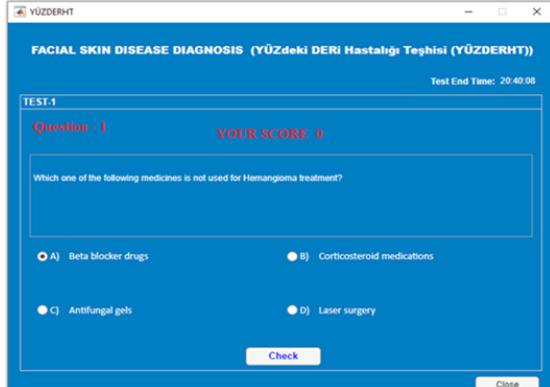 YÜZDERHT
FACIAL SKIN DISEASE DIAGNOSIS (YÜZdeki DERi Hastalığı Teşhisi (YÜZDERHT))
Test End Time: 20:40:08
TEST-1
Question - 1
YOUR SCORE 0
Which one of the following medicines is not used for Hemangioma treatment?
A) Beta blocker drugs
B) Corticosteroid medications
C) Antifungal gels
D) Laser surgery
Check
Close